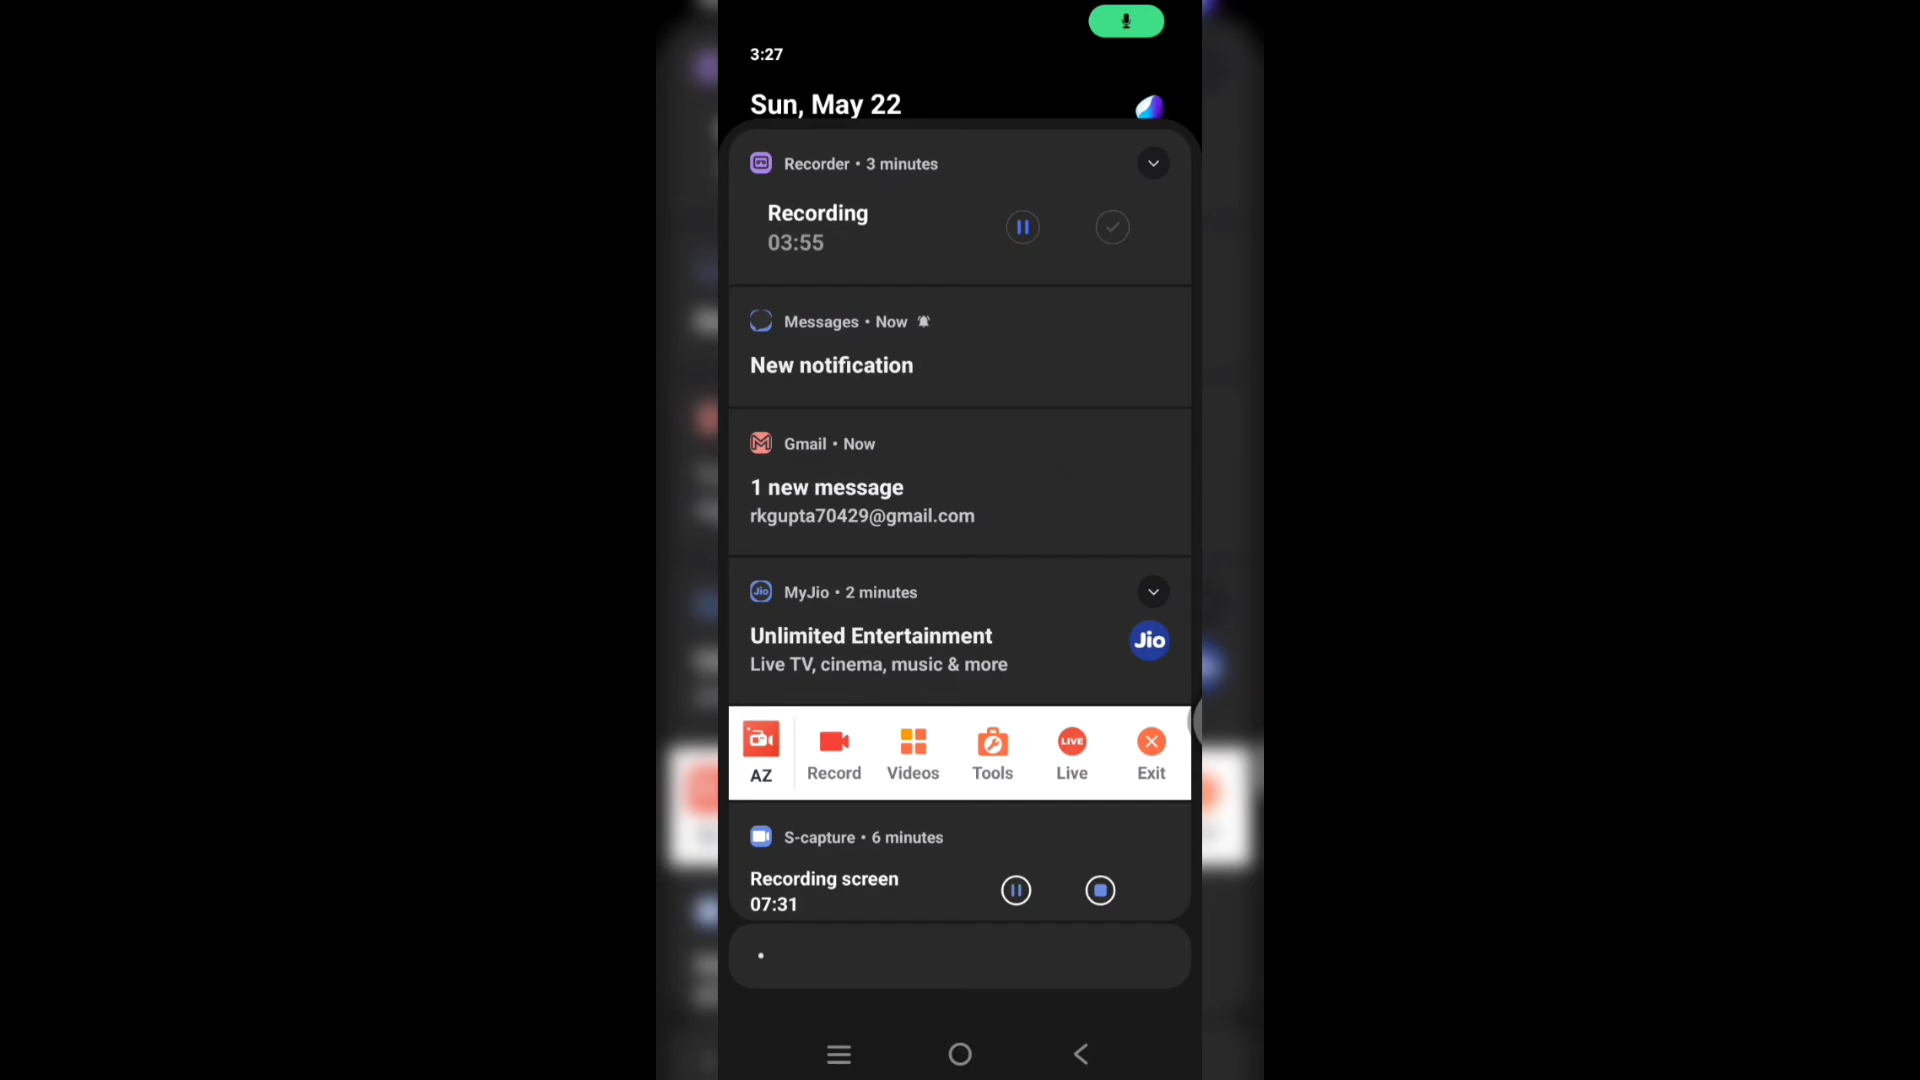 3:27
Sun, May 22
Recorder • 3 minutes
Recording
03:55
Messages • Now
New notification
Gmail • Now
1 new message
rkgupta70429@gmail.com
Jio MyJio • 2 minutes
Unlimited Entertainment
Jio
Live TV, cinema, music & more
LIVE
AZ Record Videos Tools Live Exit
S-capture • 6 minutes
Recording screen
07:31